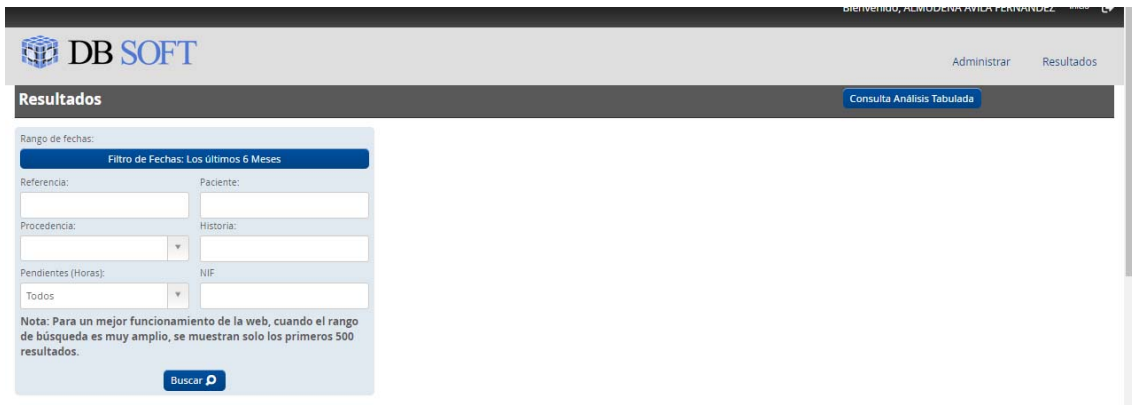 Bienvenido, ALMUDENA AVILA FERNANDEZ Inicio
DB SOFT
Administrar Resultados
Resultados
Consulta Análisis Tabulada
Rango de fechas:
Filtro de Fechas: Los últimos 6 Meses
Referencia: Paciente:
Procedencia: Historia:
Pendientes (Horas): NIF
Todos
Nota: Para un mejor funcionamiento de la web, cuando el rango
de búsqueda es muy amplio, se muestran solo los primeros 500
resultados.
Buscar